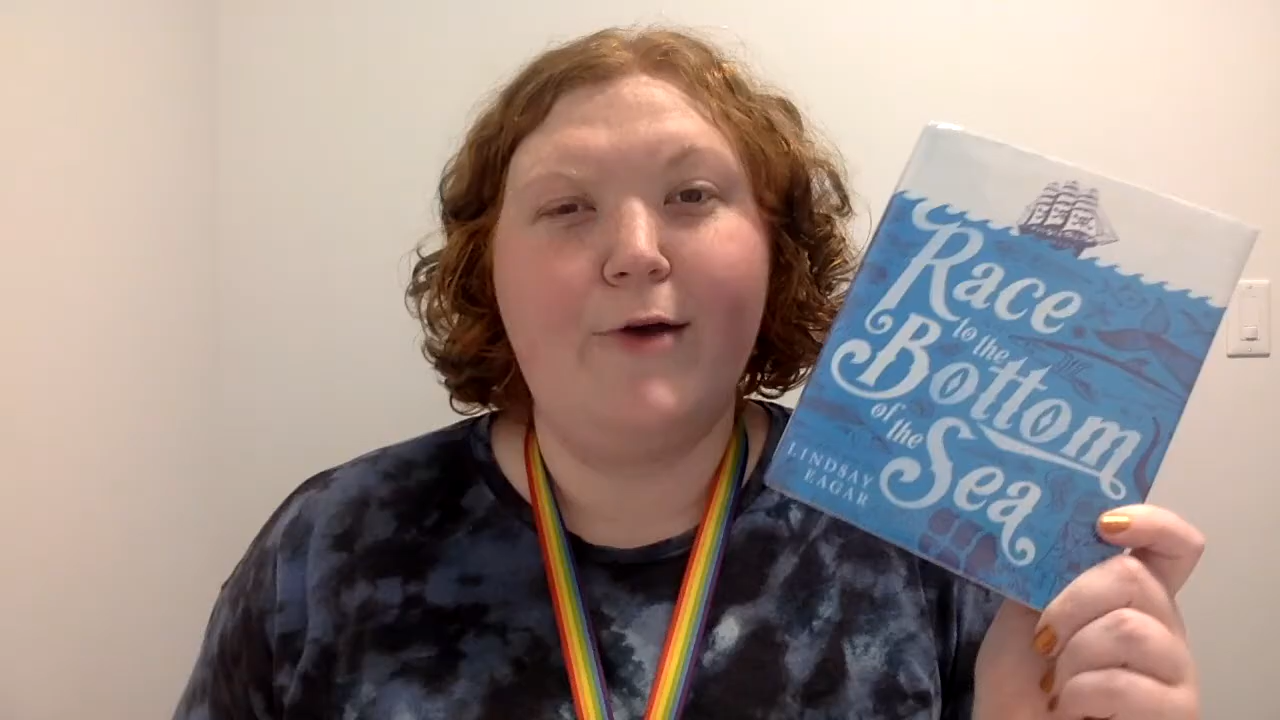 Race
to the
Bottom
of the
Sea
LINDSAY
EAGAR